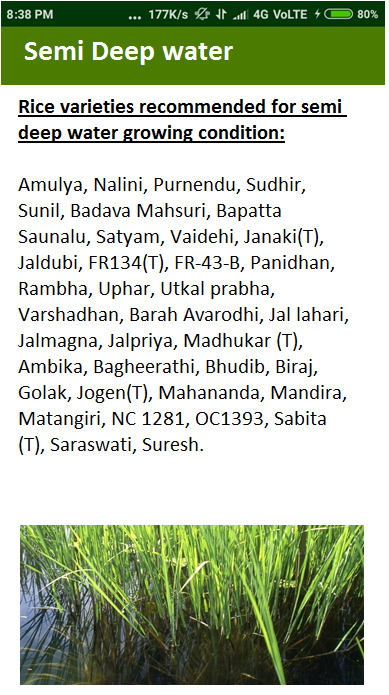 8:38 PM ... 177K/s 4G VoLTE 80%
Semi Deep water
Rice varieties recommended for semi
deep water growing condition:
Amulya, Nalini, Purnendu, Sudhir,
Sunil, Badava Mahsuri, Bapatta
Saunalu, Satyam, Vaidehi, Janaki(T),
Jaldubi, FR134(T), FR-43-B, Panidhan,
Rambha, Uphar, Utkal prabha,
Varshadhan, Barah Avarodhi, Jal lahari,
Jalmagna, Jalpriya, Madhukar (T),
Ambika, Bagheerathi, Bhudib, Biraj,
Golak, Jogen(T), Mahananda, Mandira,
Matangiri, NC 1281, OC1393, Sabita
(T), Saraswati, Suresh.